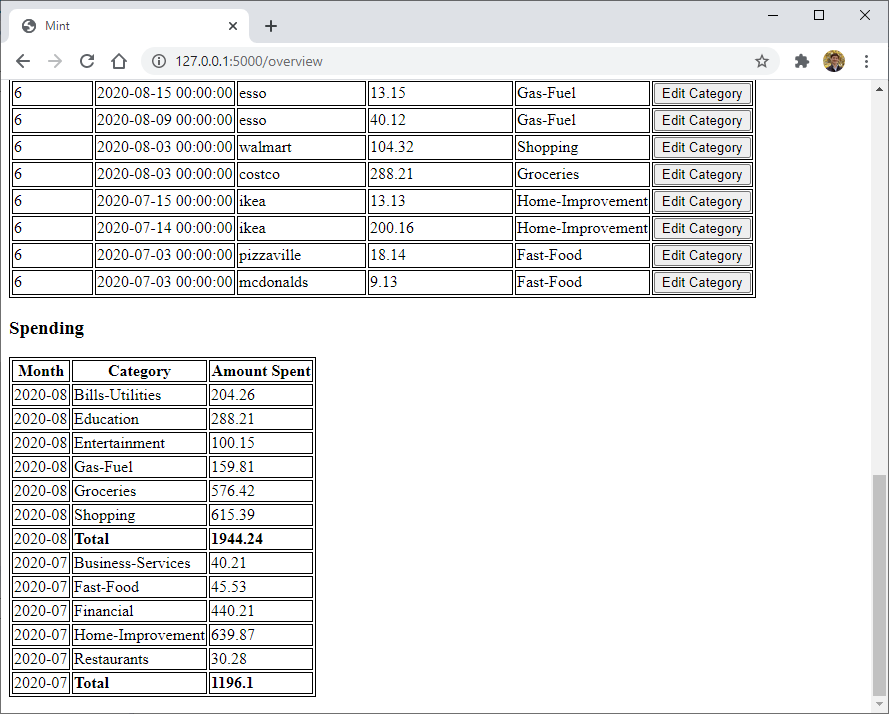 Mint
127.0.0.1:5000/overview
6 2020-08-15 00:00:00 esso 13.15 Gas-Fuel Edit Category
6 2020-08-09 00:00:00 esso 40.12 Gas-Fuel Edit Category
6 2020-08-03 00:00:00 walmart 104.32 Shopping Edit Category
6 2020-08-03 00:00:00 costco 288.21 Groceries Edit Category
6 2020-07-15 00:00:00 ikea 13.13 Home-Improvement Edit Category
6 2020-07-14 00:00:00 ikea 200.16 Home-Improvement Edit Category
6 2020-07-03 00:00:00 pizzaville 18.14 Fast-Food Edit Category
6 2020-07-03 00:00:00 mcdonalds 9.13 Fast-Food Edit Category
Spending
Month Category Amount Spent
2020-08 Bills-Utilities 204.26
2020-08 Education 288.21
2020-08 Entertainment 100.15
2020-08 Gas-Fuel 159.81
2020-08 Groceries 576.42
2020-08 Shopping 615.39
2020-08 Total 1944.24
2020-07 Business-Services 40.21
2020-07 Fast-Food 45.53
2020-07 Financial 440.21
2020-07 Home-Improvement 639.87
2020-07 Restaurants 30.28
2020-07 Total 1196.1